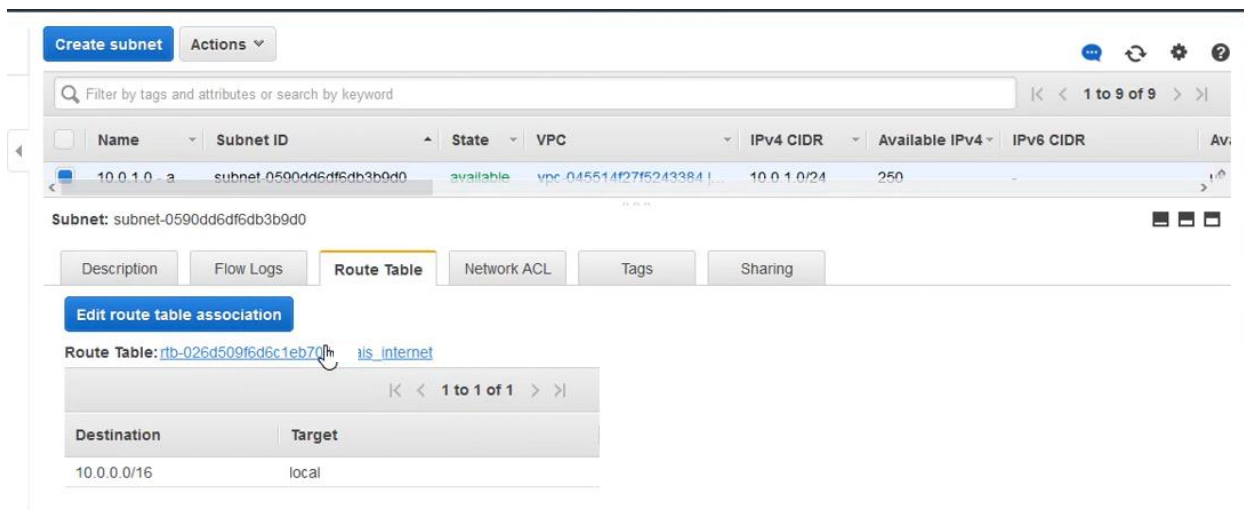 Create subnet Actions
Filter by tags and attributes or search by keyword 1 to 9 of 9
Name Subnet ID State VPC IPv4 CIDR Available IPv4 IPv6 CIDR
10.0.1.0 - a subnet-0590dd6df6db3b9d0 available vpc-045514f27f5243384 |... 10.0.1.0/24 250 -
Subnet: subnet-0590dd6df6db3b9d0
Description Flow Logs Route Table Network ACL Tags Sharing
Edit route table association
Route Table: rtb-026d509f6d6c1eb70 ais_internet
1 to 1 of 1
Destination Target
10.0.0.0/16 local